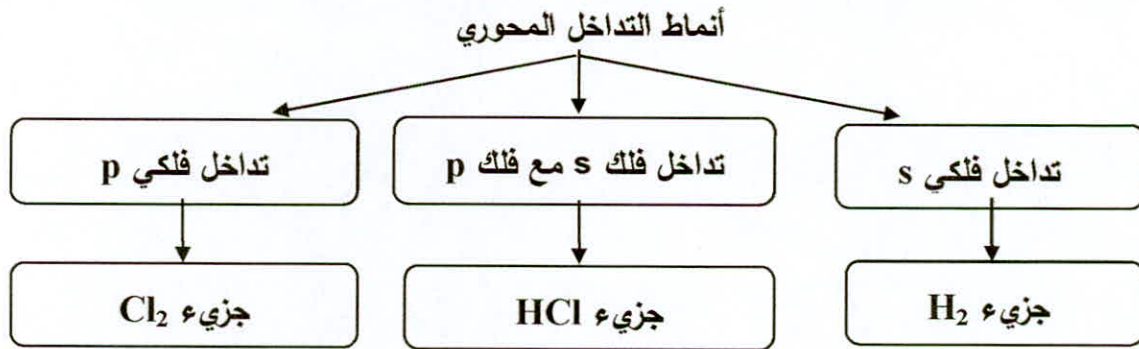 أنماط التداخل المحوري
تداخل فلكي s
تداخل فلك s مع فلك p
تداخل فلكي p
جزيء H₂
جزيء HCl
جزيء Cl₂